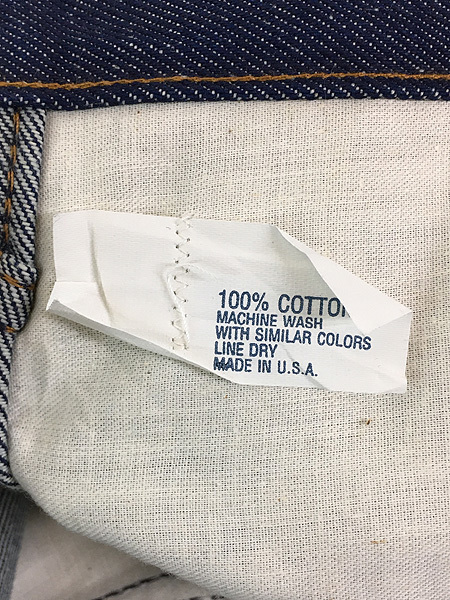 100% COTTON
MACHINE WASH
WITH SIMILAR COLORS
LINE DRY
MADE IN U.S.A.